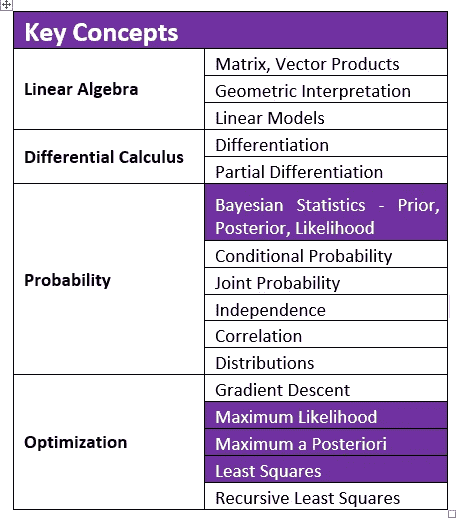 Key Concepts
Linear Algebra
Matrix, Vector Products
Geometric Interpretation
Linear Models
Differential Calculus
Differentiation
Partial Differentiation
Probability
Bayesian Statistics - Prior,
Posterior, Likelihood
Conditional Probability
Joint Probability
Independence
Correlation
Distributions
Optimization
Gradient Descent
Maximum Likelihood
Maximum a Posteriori
Least Squares
Recursive Least Squares